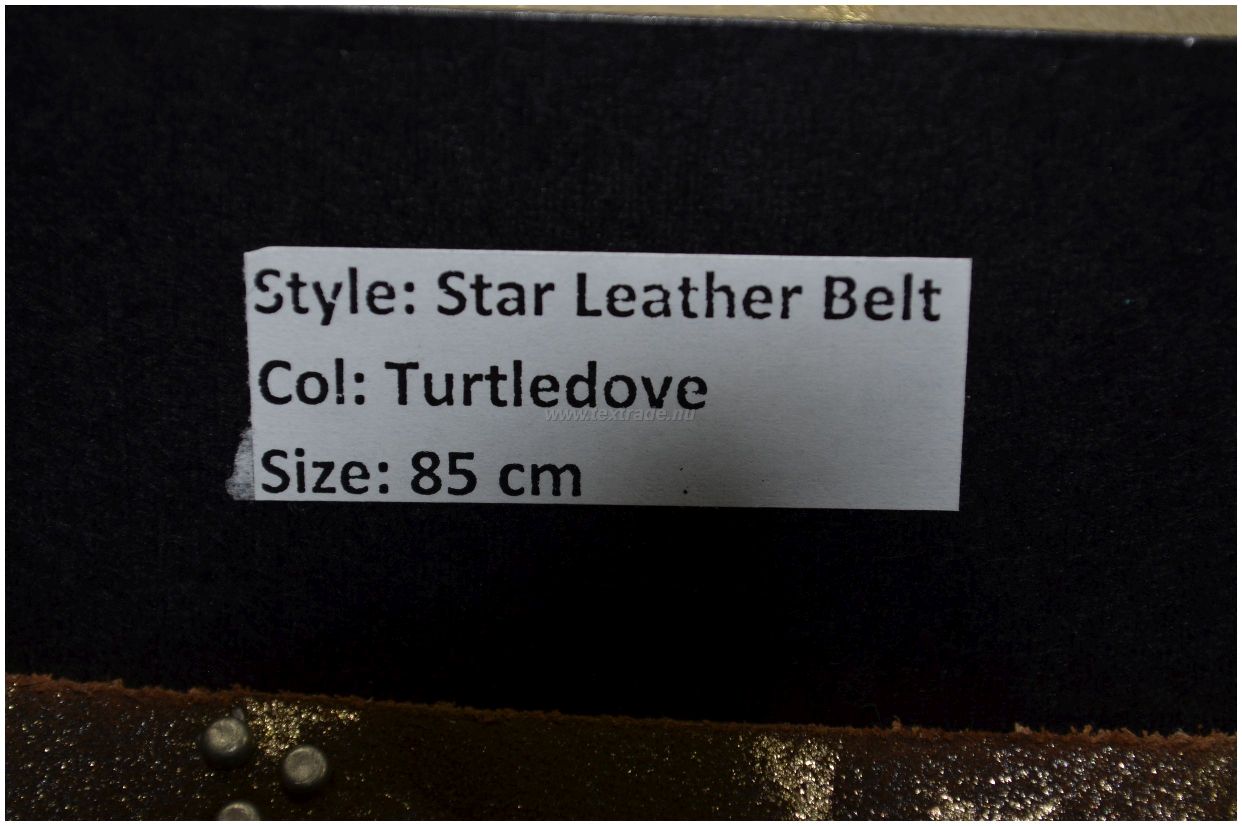 Style: Star Leather Belt
Col: Turtledove
www.textrade.nu
Size: 85 cm